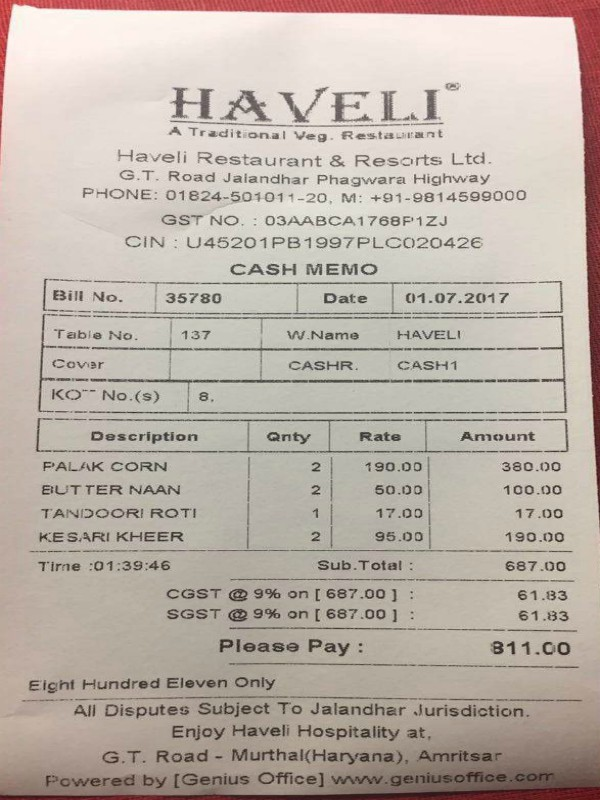 HAVELI®
A Traditional Veg. Restaurant
Haveli Restaurant & Resorts Ltd.
G.T. Road Jalandhar Phagwara Highway
PHONE: 01824-501011-20, M: +91-9814599000
GST NO. : 03AABCA1768P1ZJ
CIN : U45201PB1997PLC020426
CASH MEMO
Bill No. 35780 Date 01.07.2017
Table No. 137 W.Name HAVELI
Cover CASHR. CASH1
KOT No.(s) 8.
Description Qnty Rate Amount
PALAK CORN 2 190.00 380.00
BUTTER NAAN 2 50.00 100.00
TANDOORI ROTI 1 17.00 17.00
KESARI KHEER 2 95.00 190.00
Time :01:39:46 Sub.Total : 687.00
CGST @ 9% on [ 687.00 ] : 61.83
SGST @ 9% on [ 687.00 ] : 61.83
Please Pay : 811.00
Eight Hundred Eleven Only
All Disputes Subject To Jalandhar Jurisdiction.
Enjoy Haveli Hospitality at,
G.T. Road - Murthal(Haryana), Amritsar
Powered by [Genius Office] www.geniusoffice.com